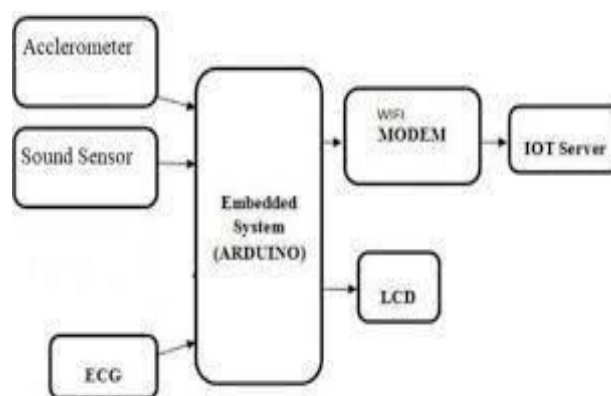 Acclerometer
Sound Sensor
ECG
Embedded
System
(ARDUINO)
WIFI
MODEM
IOT Server
LCD